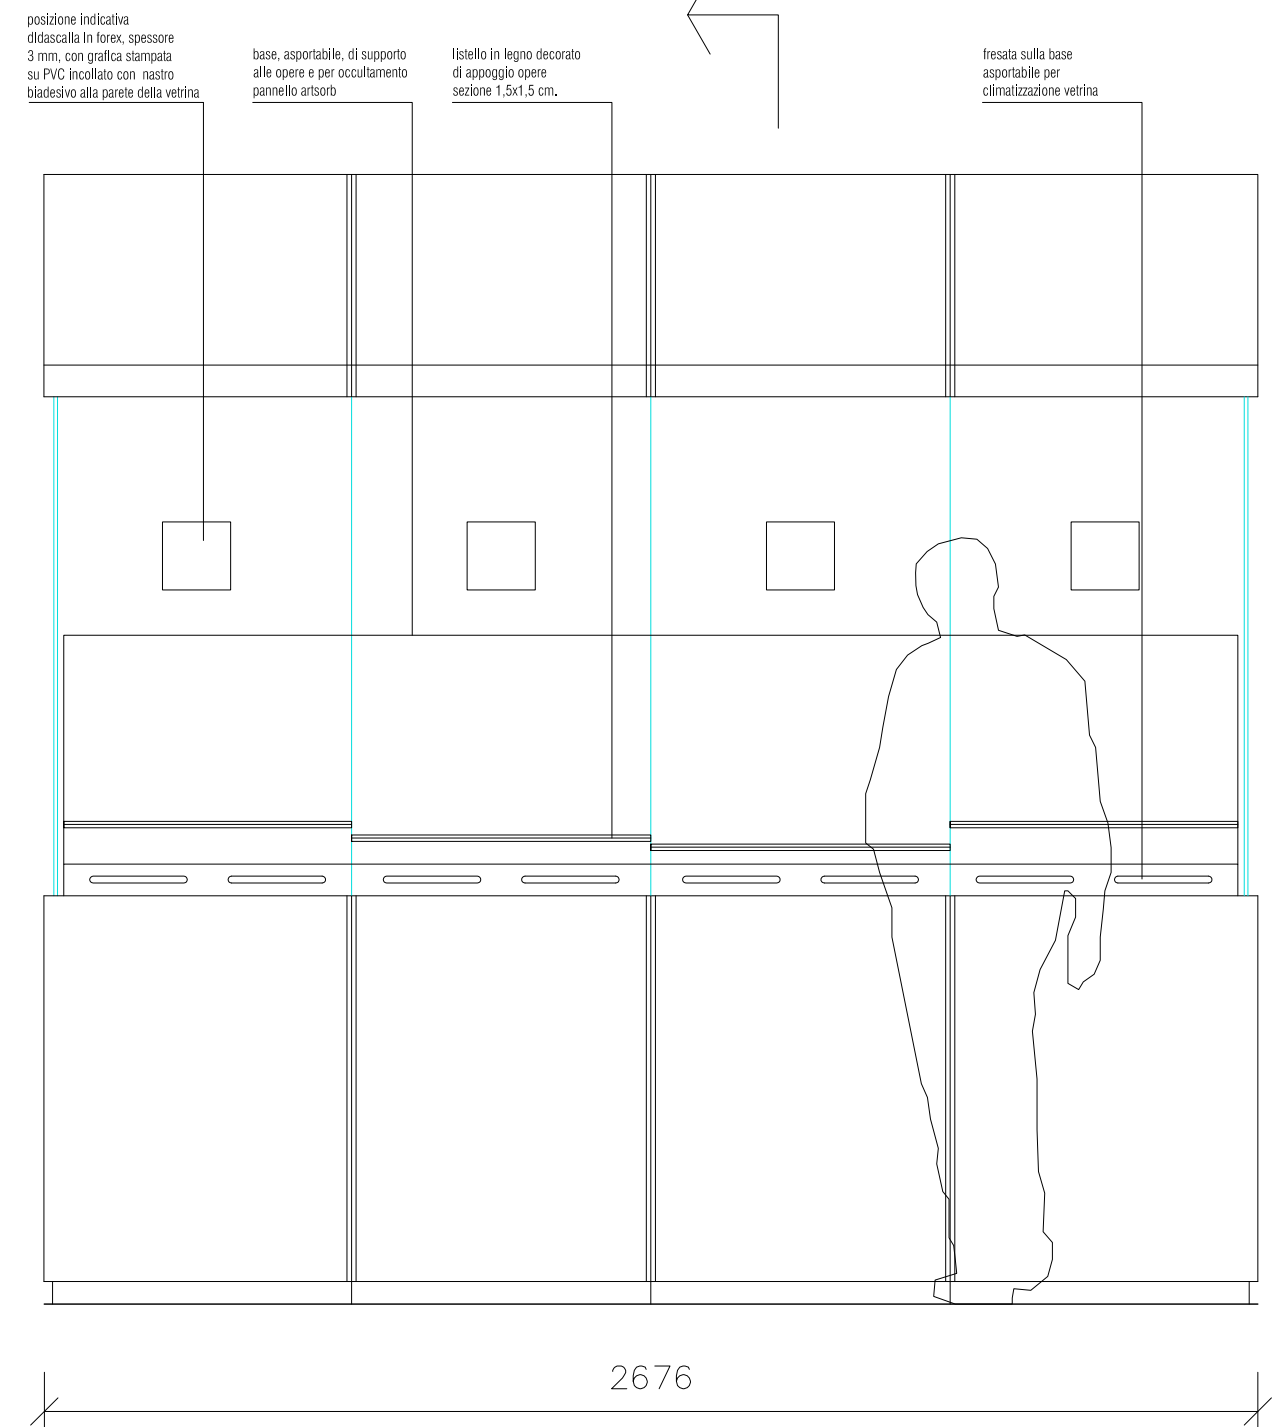 posizione indicativa
didascalia in forex, spessore
3 mm, con grafica stampata
su PVC incollato con nastro
biadesivo alla parete della vetrina
base, asportabile, di supporto
alle opere e per occultamento
pannello artsorb
listello in legno decorato
di appoggio opere
sezione 1,5x1,5 cm.
fresata sulla base
asportabile per
climatizzazione vetrina
2676